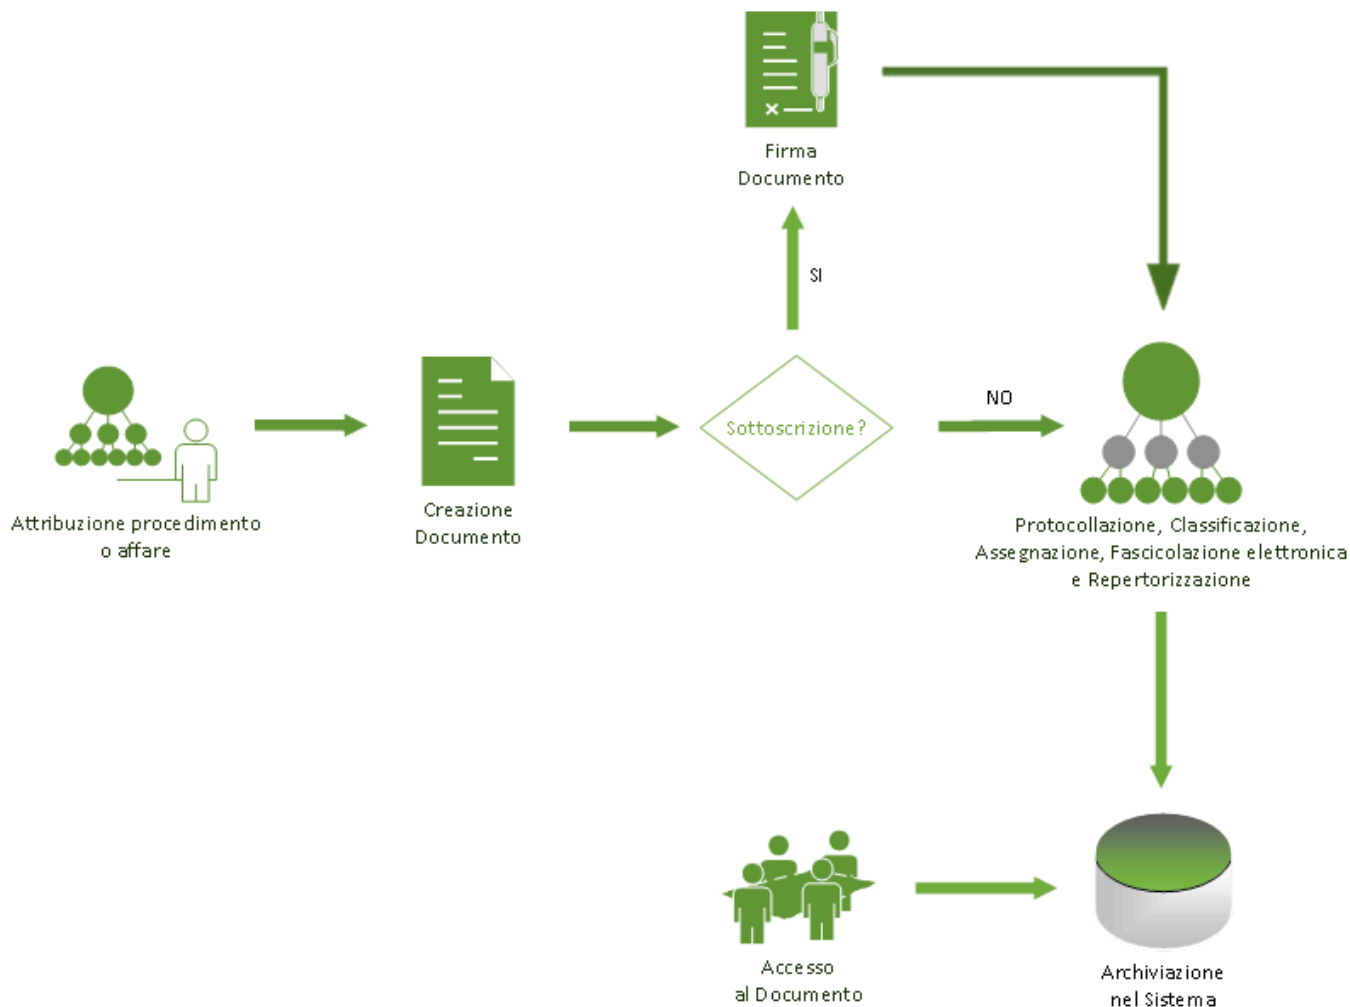 Firma
Documento
SI
Sottoscrizione?
NO
Attribuzione procedimento
o affare
Creazione
Documento
Protocollazione, Classificazione,
Assegnazione, Fascicolazione elettronica
e Repertorizzazione
Accesso
al Documento
Archiviazione
nel Sistema